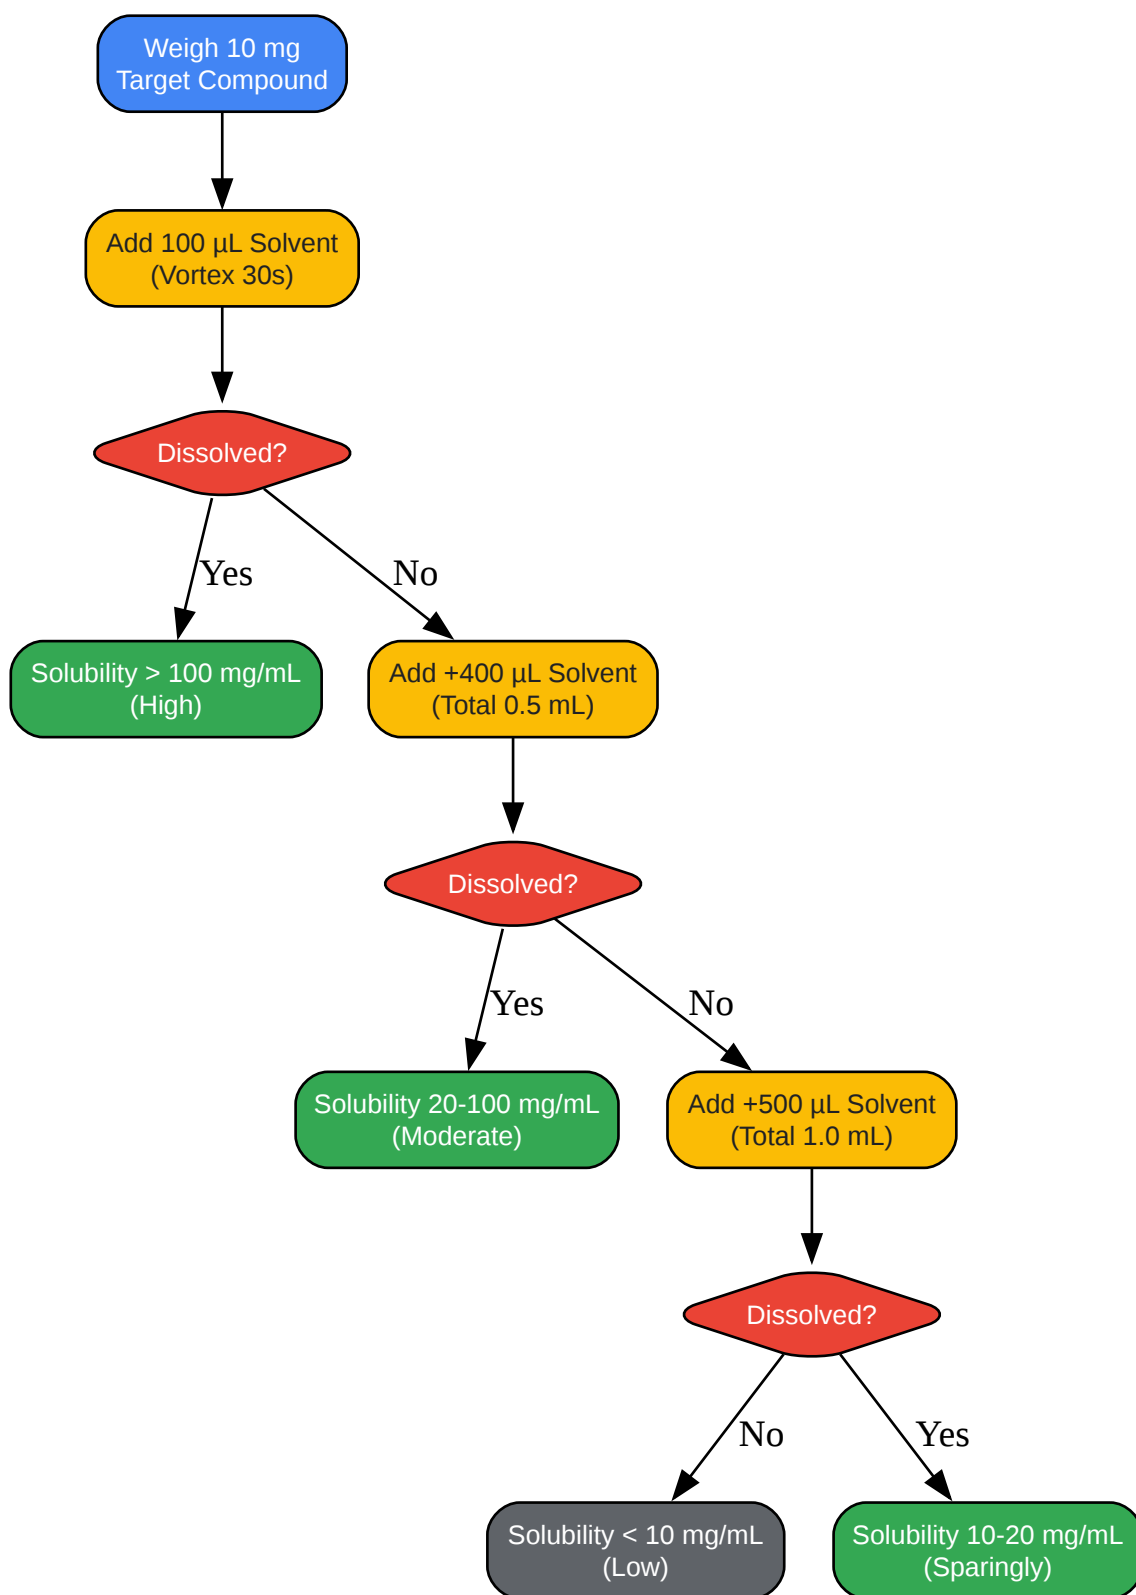 Weigh 10 mg
Target Compound
Add 100 µL Solvent
(Vortex 30s)
Dissolved?
Yes
No
Solubility > 100 mg/mL
(High)
Add +400 µL Solvent
(Total 0.5 mL)
Dissolved?
Yes
No
Solubility 20-100 mg/mL
(Moderate)
Add +500 µL Solvent
(Total 1.0 mL)
Dissolved?
No
Yes
Solubility < 10 mg/mL
(Low)
Solubility 10-20 mg/mL
(Sparingly)